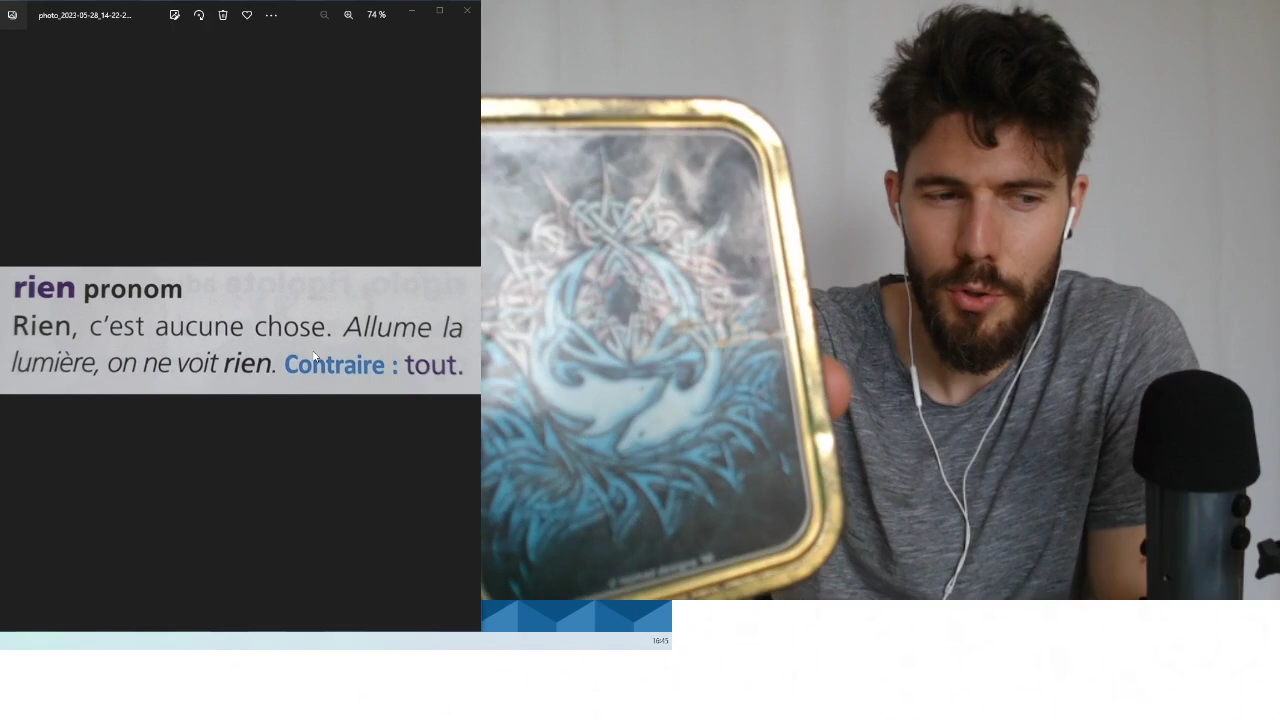 photo_2023-05-28_14-22-2...
74 %
rien pronom
Rien, c'est aucune chose. Allume la
lumière, on ne voit rien. Contraire : tout.
16:45